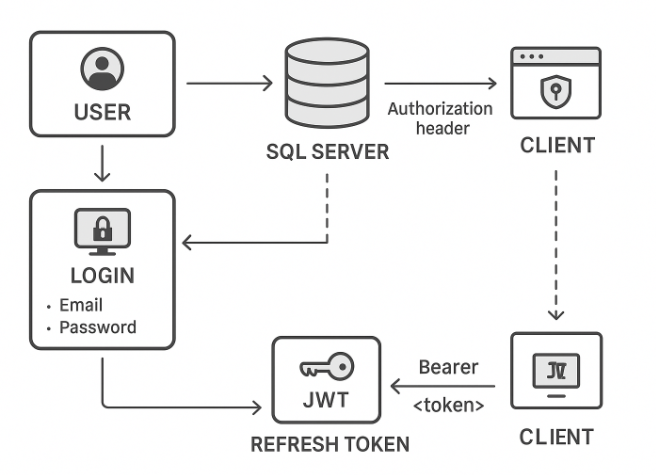 USER
SQL SERVER
Authorization
header
CLIENT
LOGIN
• Email
• Password
JWT
REFRESH TOKEN
Bearer
<token>
CLIENT